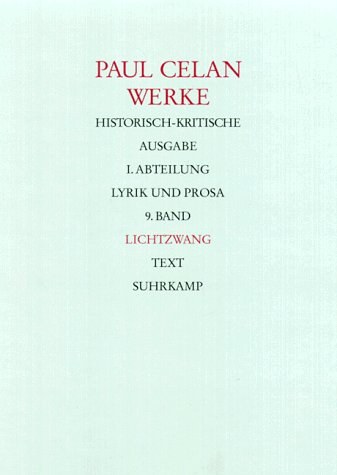 PAUL CELAN
WERKE
HISTORISCH-KRITISCHE
AUSGABE
I. ABTEILUNG
LYRIK UND PROSA
9. BAND
LICHTZWANG
TEXT
SUHRKAMP